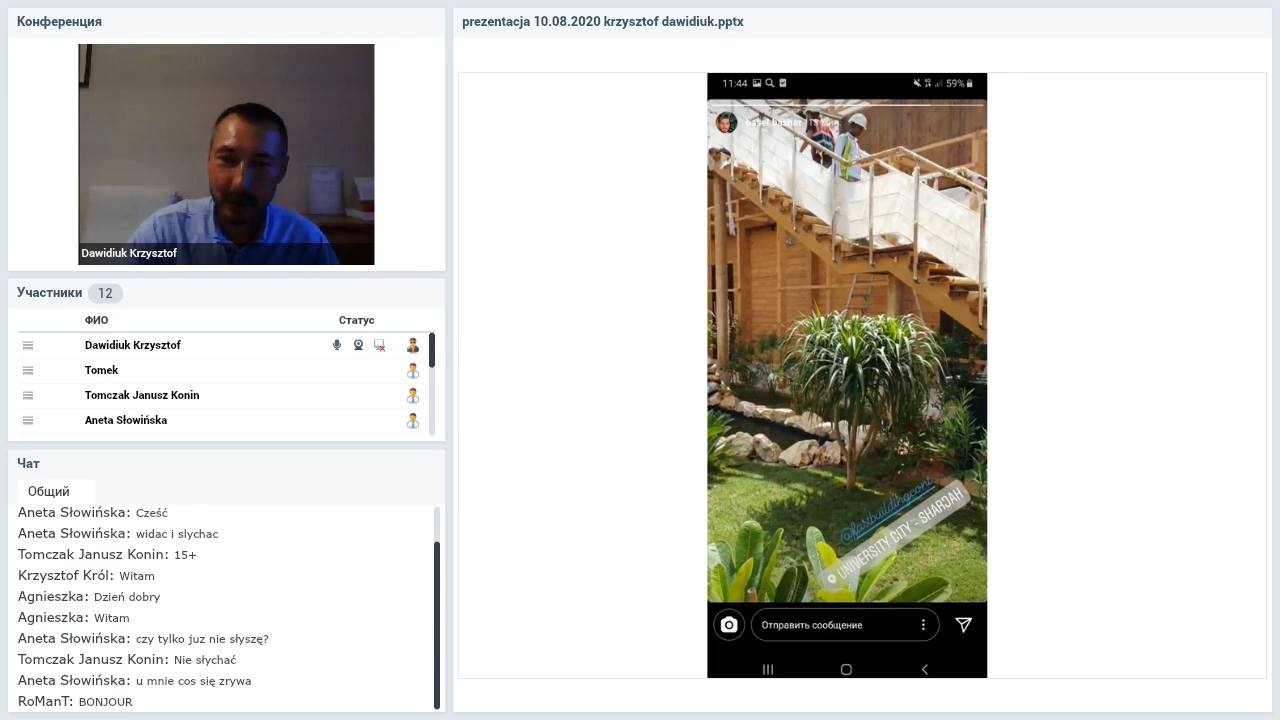 Конференция
Dawidiuk Krzysztof
Участники 12
ФИО Статус
Dawidiuk Krzysztof
Tomek
Tomczak Janusz Konin
Aneta Słowińska
Чат
Общий
Aneta Słowińska: Cześć
Aneta Słowińska: widac i slychac
Tomczak Janusz Konin: 15+
Krzysztof Król: Witam
Agnieszka: Dzień dobry
Agnieszka: Witam
Aneta Słowińska: czy tylko juz nie słyszę?
Tomczak Janusz Konin: Nie słychać
Aneta Słowińska: u mnie cos się zrywa
RoManT: BONJOUR
prezentacja 10.08.2020 krzysztof dawidiuk.pptx
11:44 59%
@fastbuildingcont
UNIVERSITY CITY - SHARJAH
Отправить сообщение